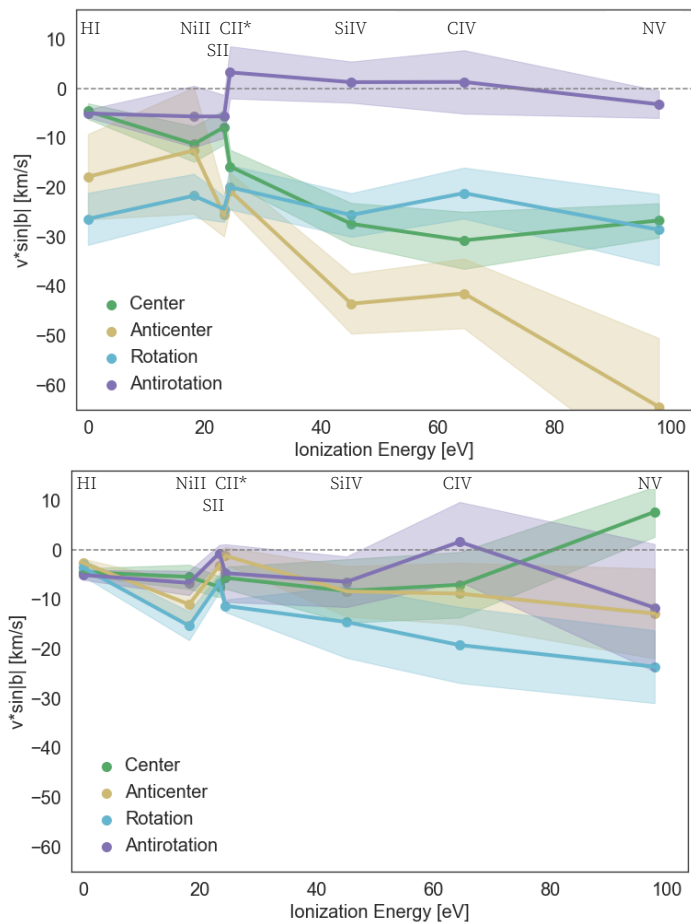 HI NiII CII* SiIV CIV NV
SII
10
0
−10
−20
−30
−40
−50
−60
v*sin|b| [km/s]
Center
Anticenter
Rotation
Antirotation
0 20 40 60 80 100
Ionization Energy [eV]
HI NiII CII* SiIV CIV NV
SII
10
0
−10
−20
−30
−40
−50
−60
v*sin|b| [km/s]
Center
Anticenter
Rotation
Antirotation
0 20 40 60 80 100
Ionization Energy [eV]